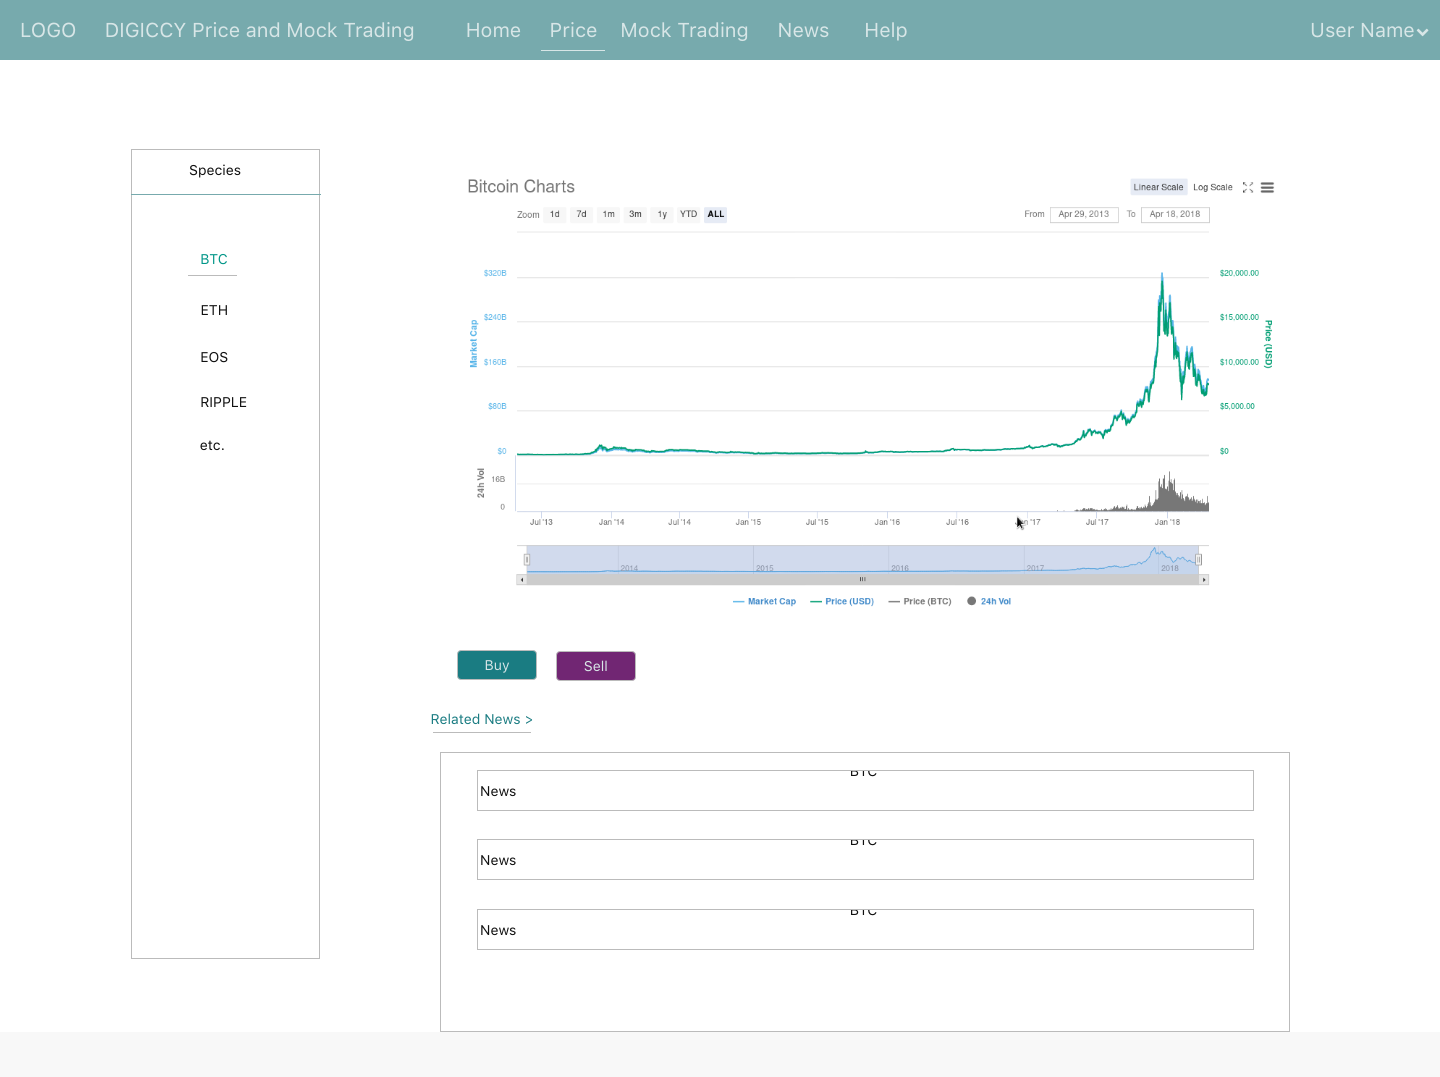 LOGO DIGICCY Price and Mock Trading Home Price Mock Trading News Help User Name
Species
BTC
ETH
EOS
RIPPLE
etc.
Bitcoin Charts
Linear Scale Log Scale
Zoom 1d 7d 1m 3m 1y YTD ALL
From Apr 29, 2013 To Apr 18, 2018
$320B $20,000.00
$240B $15,000.00
Market Cap
Price (USD)
$160B $10,000.00
$80B $5,000.00
$0 $0
24h Vol
16B
0
Jul '13 Jan '14 Jul '14 Jan '15 Jul '15 Jan '16 Jul '16 '17 Jul '17 Jan '18
2014 2015 2016 2017 2018
Market Cap Price (USD) Price (BTC) 24h Vol
Buy Sell
Related News >
BTC
News
BTC
News
BTC
News